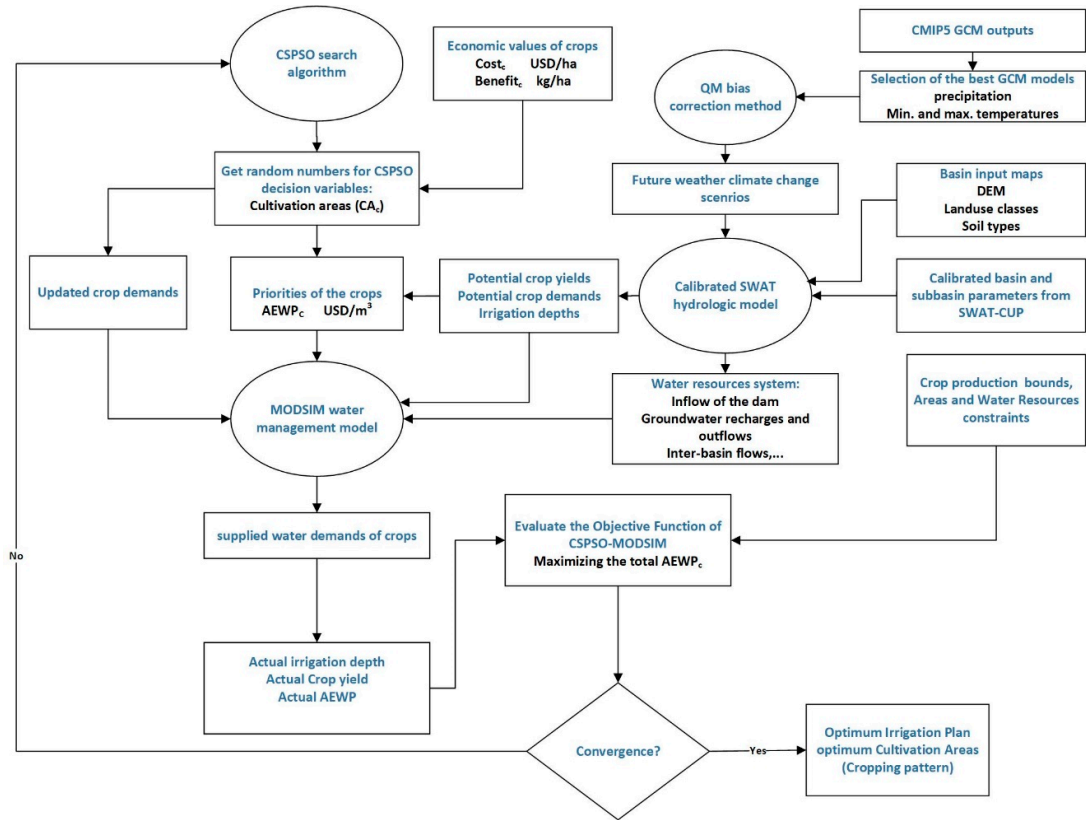 CSPSO search
algorithm
Economic values of crops
Cost_c USD/ha
Benefit_c kg/ha
CMIP5 GCM outputs
Selection of the best GCM models
precipitation
Min. and max. temperatures
QM bias
correction method
Get random numbers for CSPSO
decision variables:
Cultivation areas (CA_c)
Future weather climate change
scenrios
Basin input maps
DEM
Landuse classes
Soil types
Updated crop demands
Priorities of the crops
AEWP_C USD/m³
Potential crop yields
Potential crop demands
Irrigation depths
Calibrated SWAT
hydrologic model
Calibrated basin and
subbasin parameters from
SWAT-CUP
MODSIM water
management model
Water resources system:
Inflow of the dam
Groundwater recharges and
outflows
Inter-basin flows,...
Crop production bounds,
Areas and Water Resources
constraints
supplied water demands of crops
Evaluate the Objective Function of
CSPSO-MODSIM
Maximizing the total AEWP_c
No
Actual irrigation depth
Actual Crop yield
Actual AEWP
Convergence?
Yes
Optimum Irrigation Plan
optimum Cultivation Areas
(Cropping pattern)